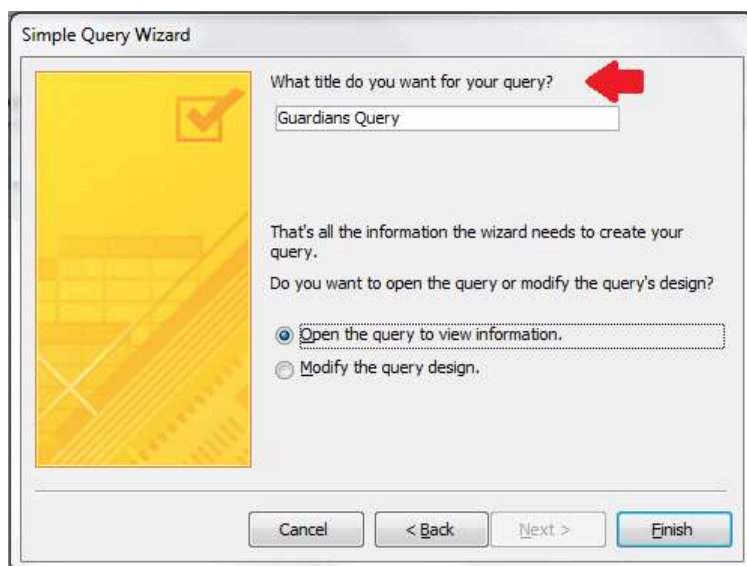 Simple Query Wizard
What title do you want for your query?
Guardians Query
That's all the information the wizard needs to create your
query.
Do you want to open the query or modify the query's design?
Open the query to view information.
Modify the query design.
Cancel
< Back
Next >
Finish